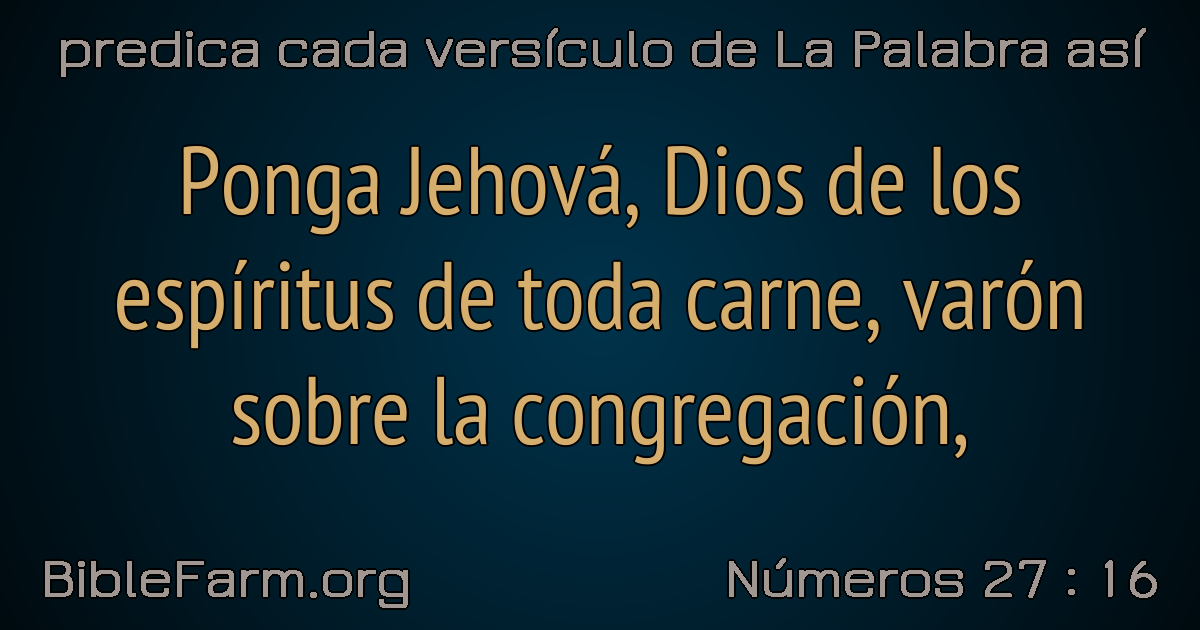 predica cada versículo de La Palabra así
Ponga Jehová, Dios de los
espíritus de toda carne, varón
sobre la congregación,
BibleFarm.org
Números 27 : 16